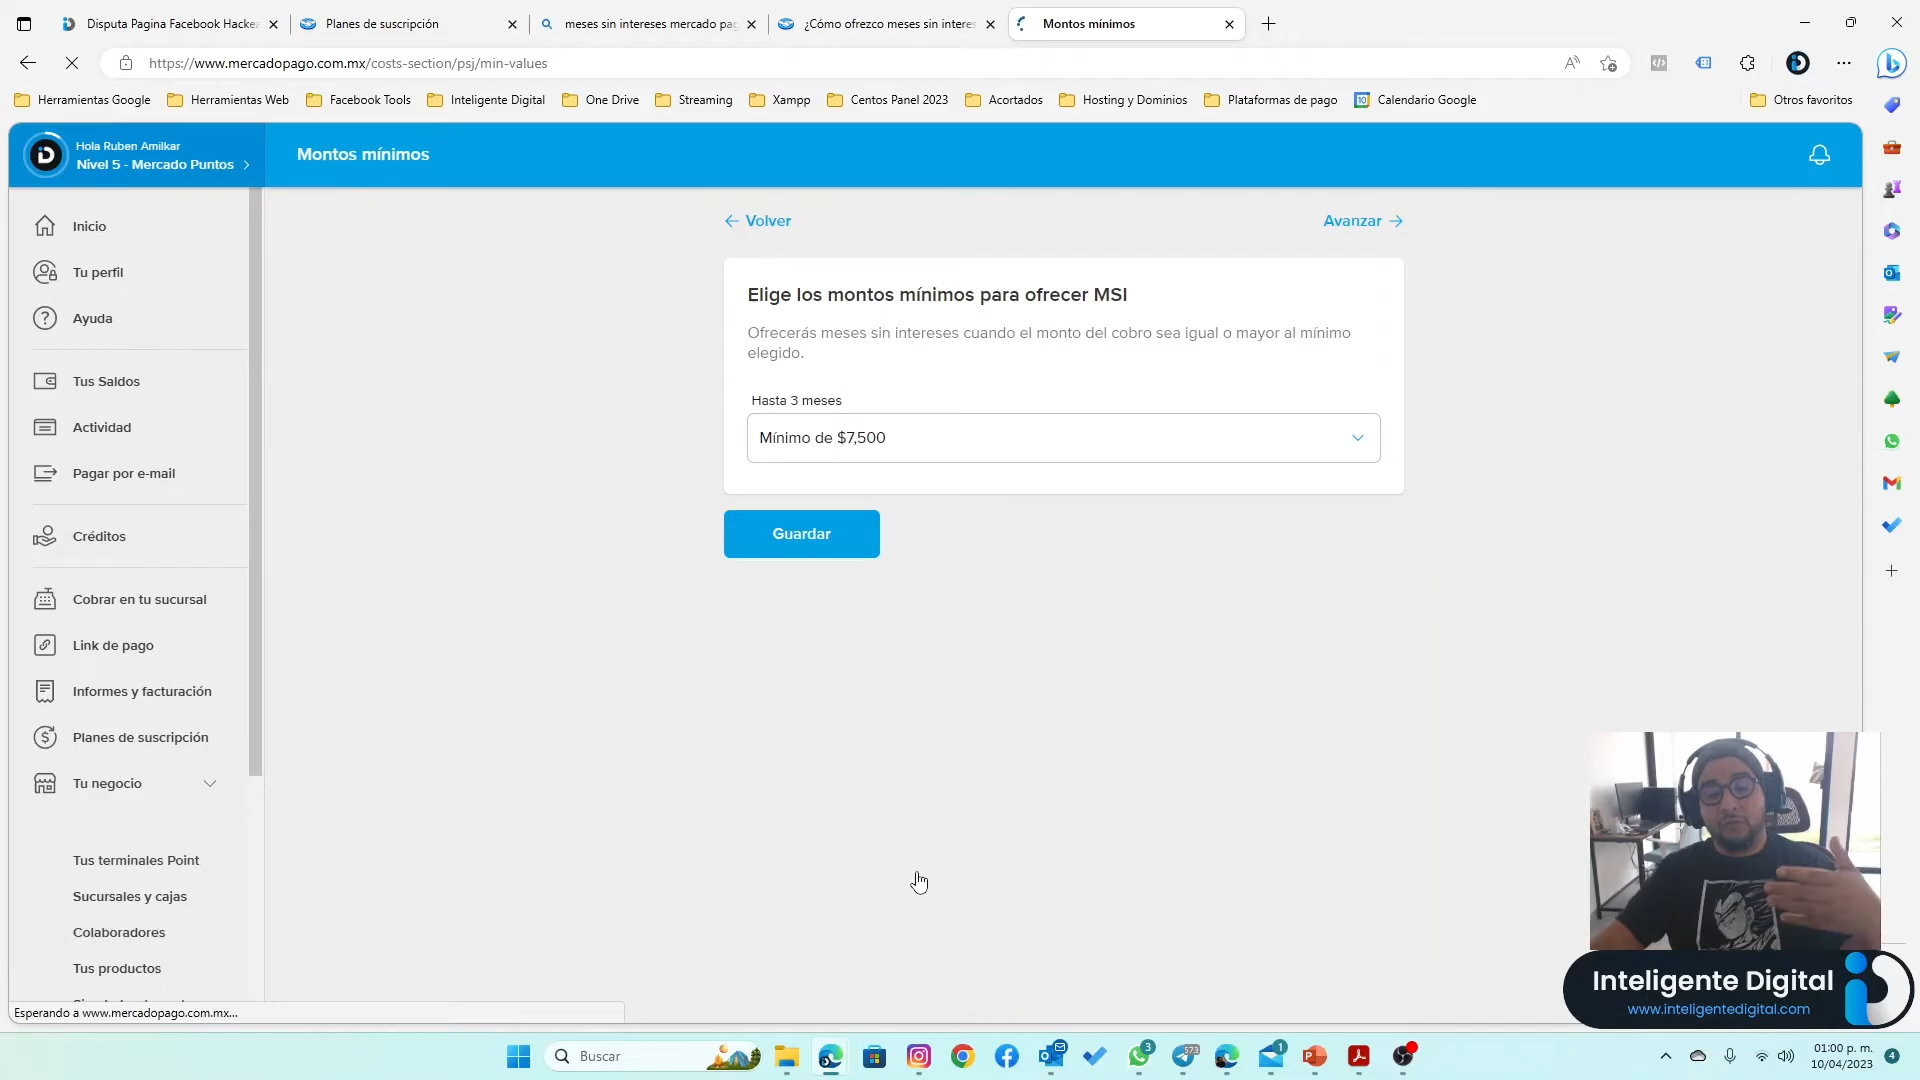 Disputa Pagina Facebook Hackea
Planes de suscripción
meses sin intereses mercado pag
¿Cómo ofrezco meses sin intere
Montos mínimos
https://www.mercadopago.com.mx/costs-section/psj/min-values
Herramientas Google
Herramientas Web
Facebook Tools
Inteligente Digital
One Drive
Streaming
Xampp
Centos Panel 2023
Acortados
Hosting y Dominios
Plataformas de pago
Calendario Google
Otros favoritos
Hola Ruben Amilkar
Nivel 5 - Mercado Puntos
Montos mínimos
Volver
Avanzar
Inicio
Tu perfil
Ayuda
Tus Saldos
Actividad
Pagar por e-mail
Créditos
Cobrar en tu sucursal
Link de pago
Informes y facturación
Planes de suscripción
Tu negocio
Tus terminales Point
Sucursales y cajas
Colaboradores
Tus productos
Elige los montos mínimos para ofrecer MSI
Ofrecerás meses sin intereses cuando el monto del cobro sea igual o mayor al mínimo
elegido.
Hasta 3 meses
Mínimo de $7,500
Guardar
Inteligente Digital
www.inteligentedigital.com
Esperando a www.mercadopago.com.mx...
Buscar
3
573
1
01:00 p. m.
10/04/2023
4